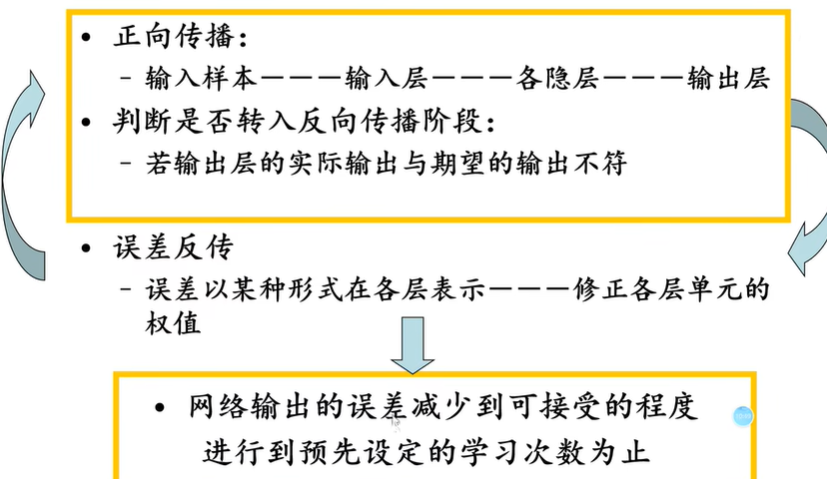 • 正向传播：
– 输入样本———输入层———各隐层———输出层
• 判断是否转入反向传播阶段：
– 若输出层的实际输出与期望的输出不符
• 误差反传
– 误差以某种形式在各层表示———修正各层单元的
权值
• 网络输出的误差减少到可接受的程度
进行到预先设定的学习次数为止